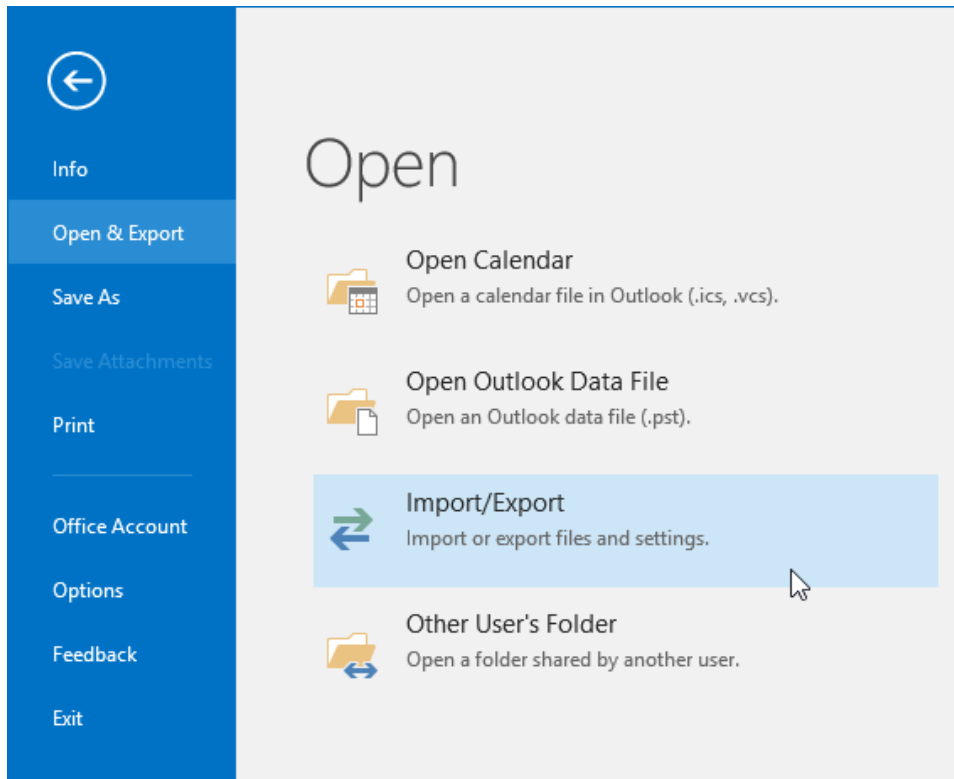 Info
Open & Export
Save As
Save Attachments
Print
Office Account
Options
Feedback
Exit
Open
Open Calendar
Open a calendar file in Outlook (.ics, .vcs).
Open Outlook Data File
Open an Outlook data file (.pst).
Import/Export
Import or export files and settings.
Other User's Folder
Open a folder shared by another user.